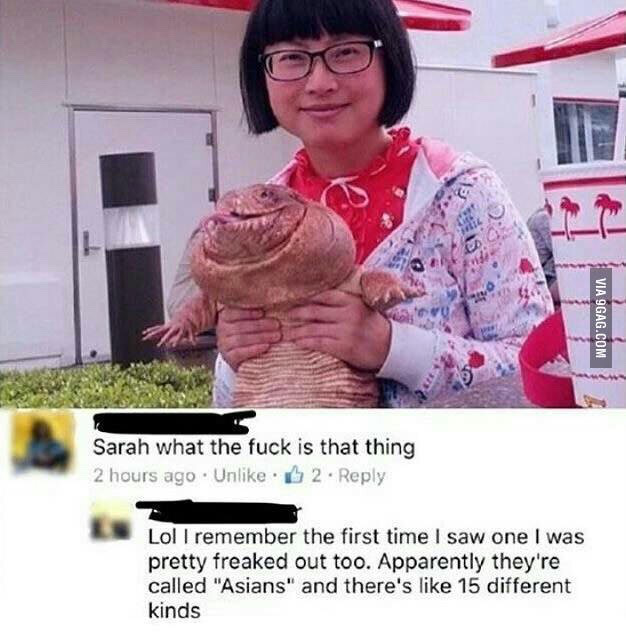 VIA 9GAG.COM
Sarah what the fuck is that thing
2 hours ago · Unlike · 👍 2 · Reply
Lol I remember the first time I saw one I was
pretty freaked out too. Apparently they're
called "Asians" and there's like 15 different
kinds